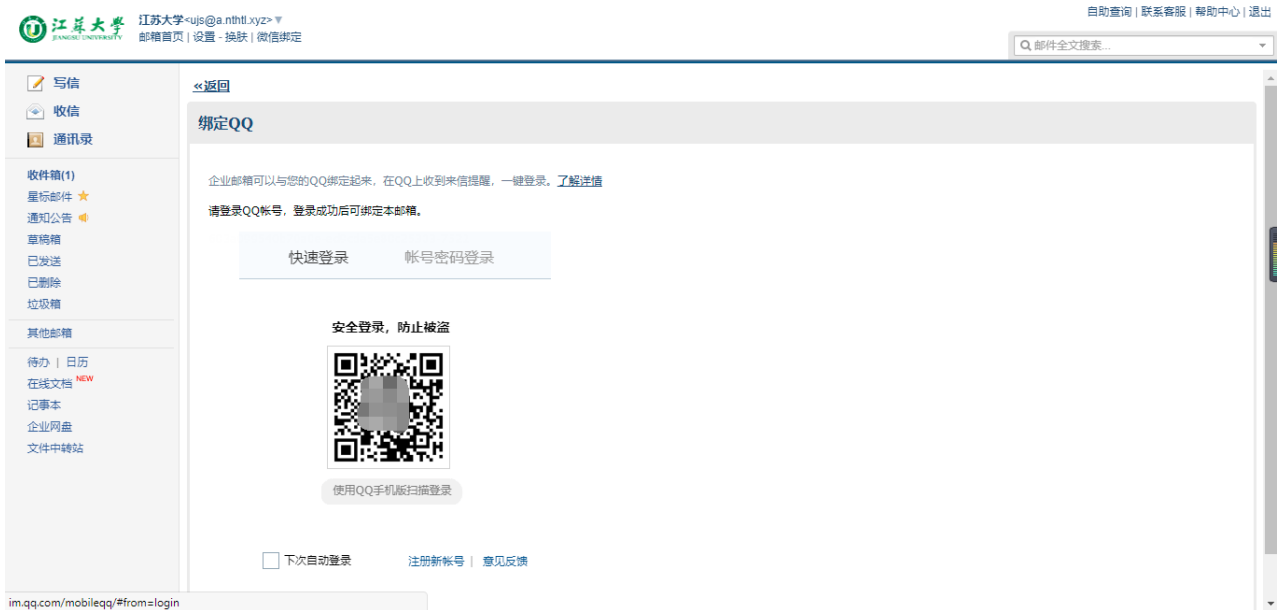 江苏大学
JIANGSU UNIVERSITY
江苏大学<ujs@a.nthtl.xyz>
邮箱首页 | 设置 - 换肤 | 微信绑定
自助查询 | 联系客服 | 帮助中心 | 退出
邮件全文搜索...
写信
收信
通讯录
收件箱(1)
星标邮件
通知公告
草稿箱
已发送
已删除
垃圾箱
其他邮箱
待办 | 日历
在线文档 NEW
记事本
企业网盘
文件中转站
«返回
绑定QQ
企业邮箱可以与您的QQ绑定起来，在QQ上收到来信提醒，一键登录。了解详情
请登录QQ帐号，登录成功后可绑定本邮箱。
快速登录 帐号密码登录
安全登录，防止被盗
使用QQ手机版扫描登录
下次自动登录 注册新帐号 | 意见反馈
im.qq.com/mobileqq/#from=login